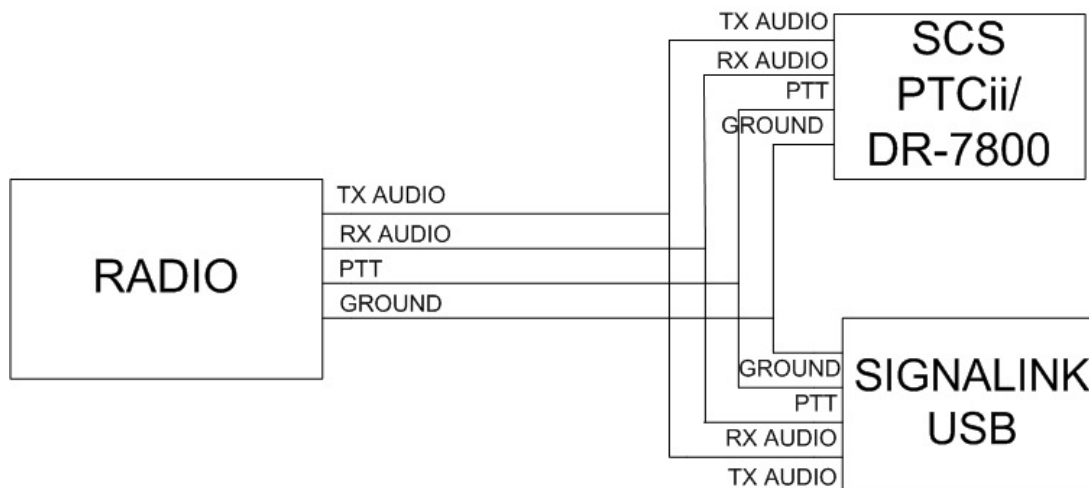 TX AUDIO
RX AUDIO
PTT
GROUND
SCS
PTCii/
DR-7800
RADIO
TX AUDIO
RX AUDIO
PTT
GROUND
GROUND
PTT
RX AUDIO
TX AUDIO
SIGNALINK
USB